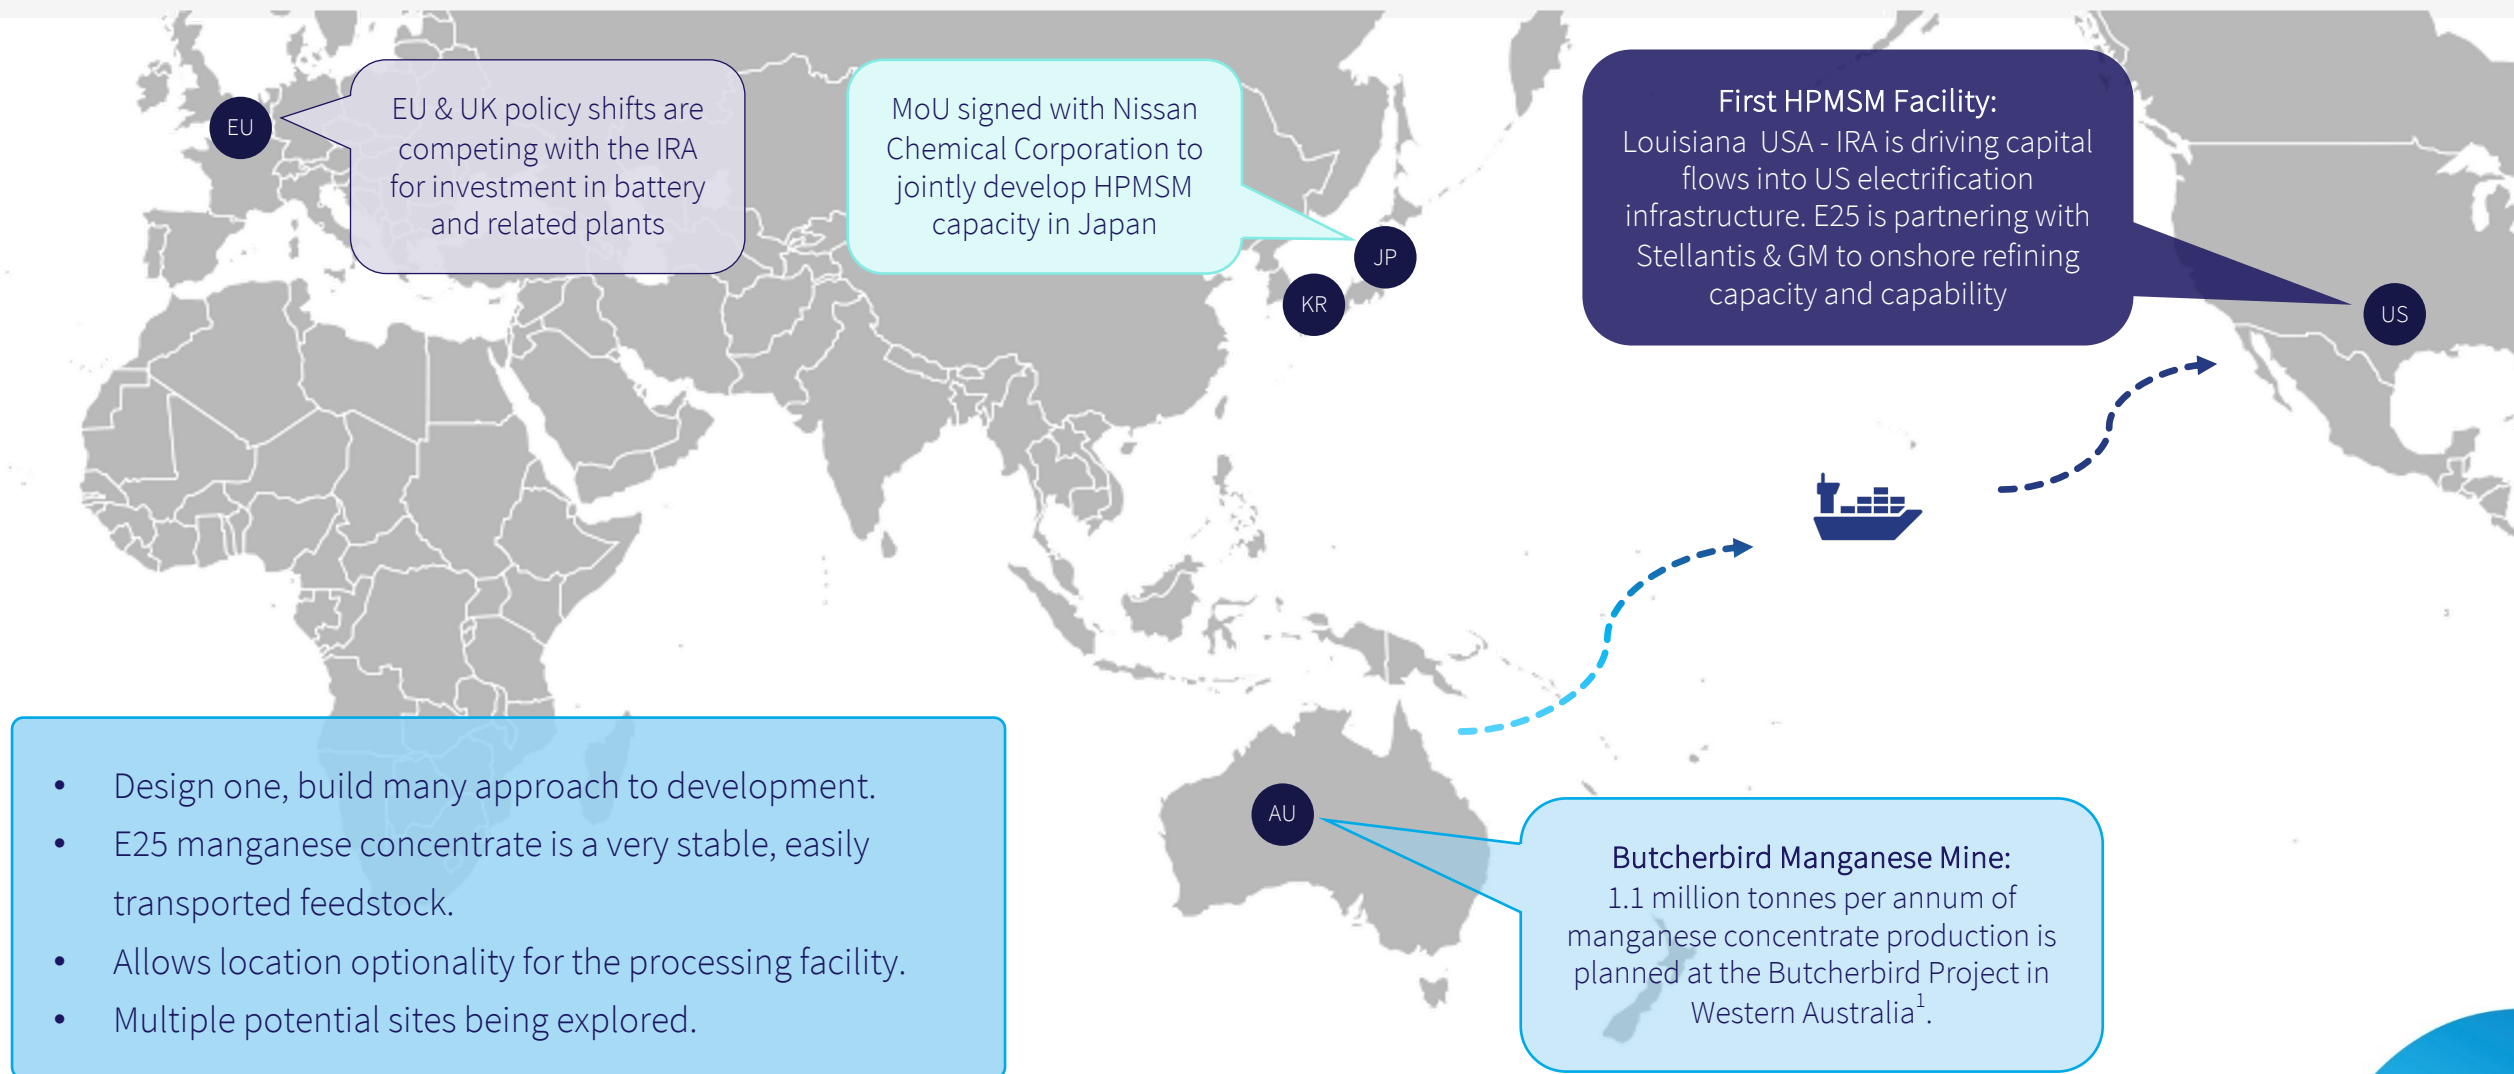 EU
EU & UK policy shifts are
competing with the IRA
for investment in battery
and related plants
MoU signed with Nissan
Chemical Corporation to
jointly develop HPMSM
capacity in Japan
JP
KR
First HPMSM Facility:
Louisiana  USA - IRA is driving capital
flows into US electrification
infrastructure. E25 is partnering with
Stellantis & GM to onshore refining
capacity and capability
US
• Design one, build many approach to development.
• E25 manganese concentrate is a very stable, easily
transported feedstock.
• Allows location optionality for the processing facility.
• Multiple potential sites being explored.
AU
Butcherbird Manganese Mine:
1.1 million tonnes per annum of
manganese concentrate production is
planned at the Butcherbird Project in
Western Australia¹.